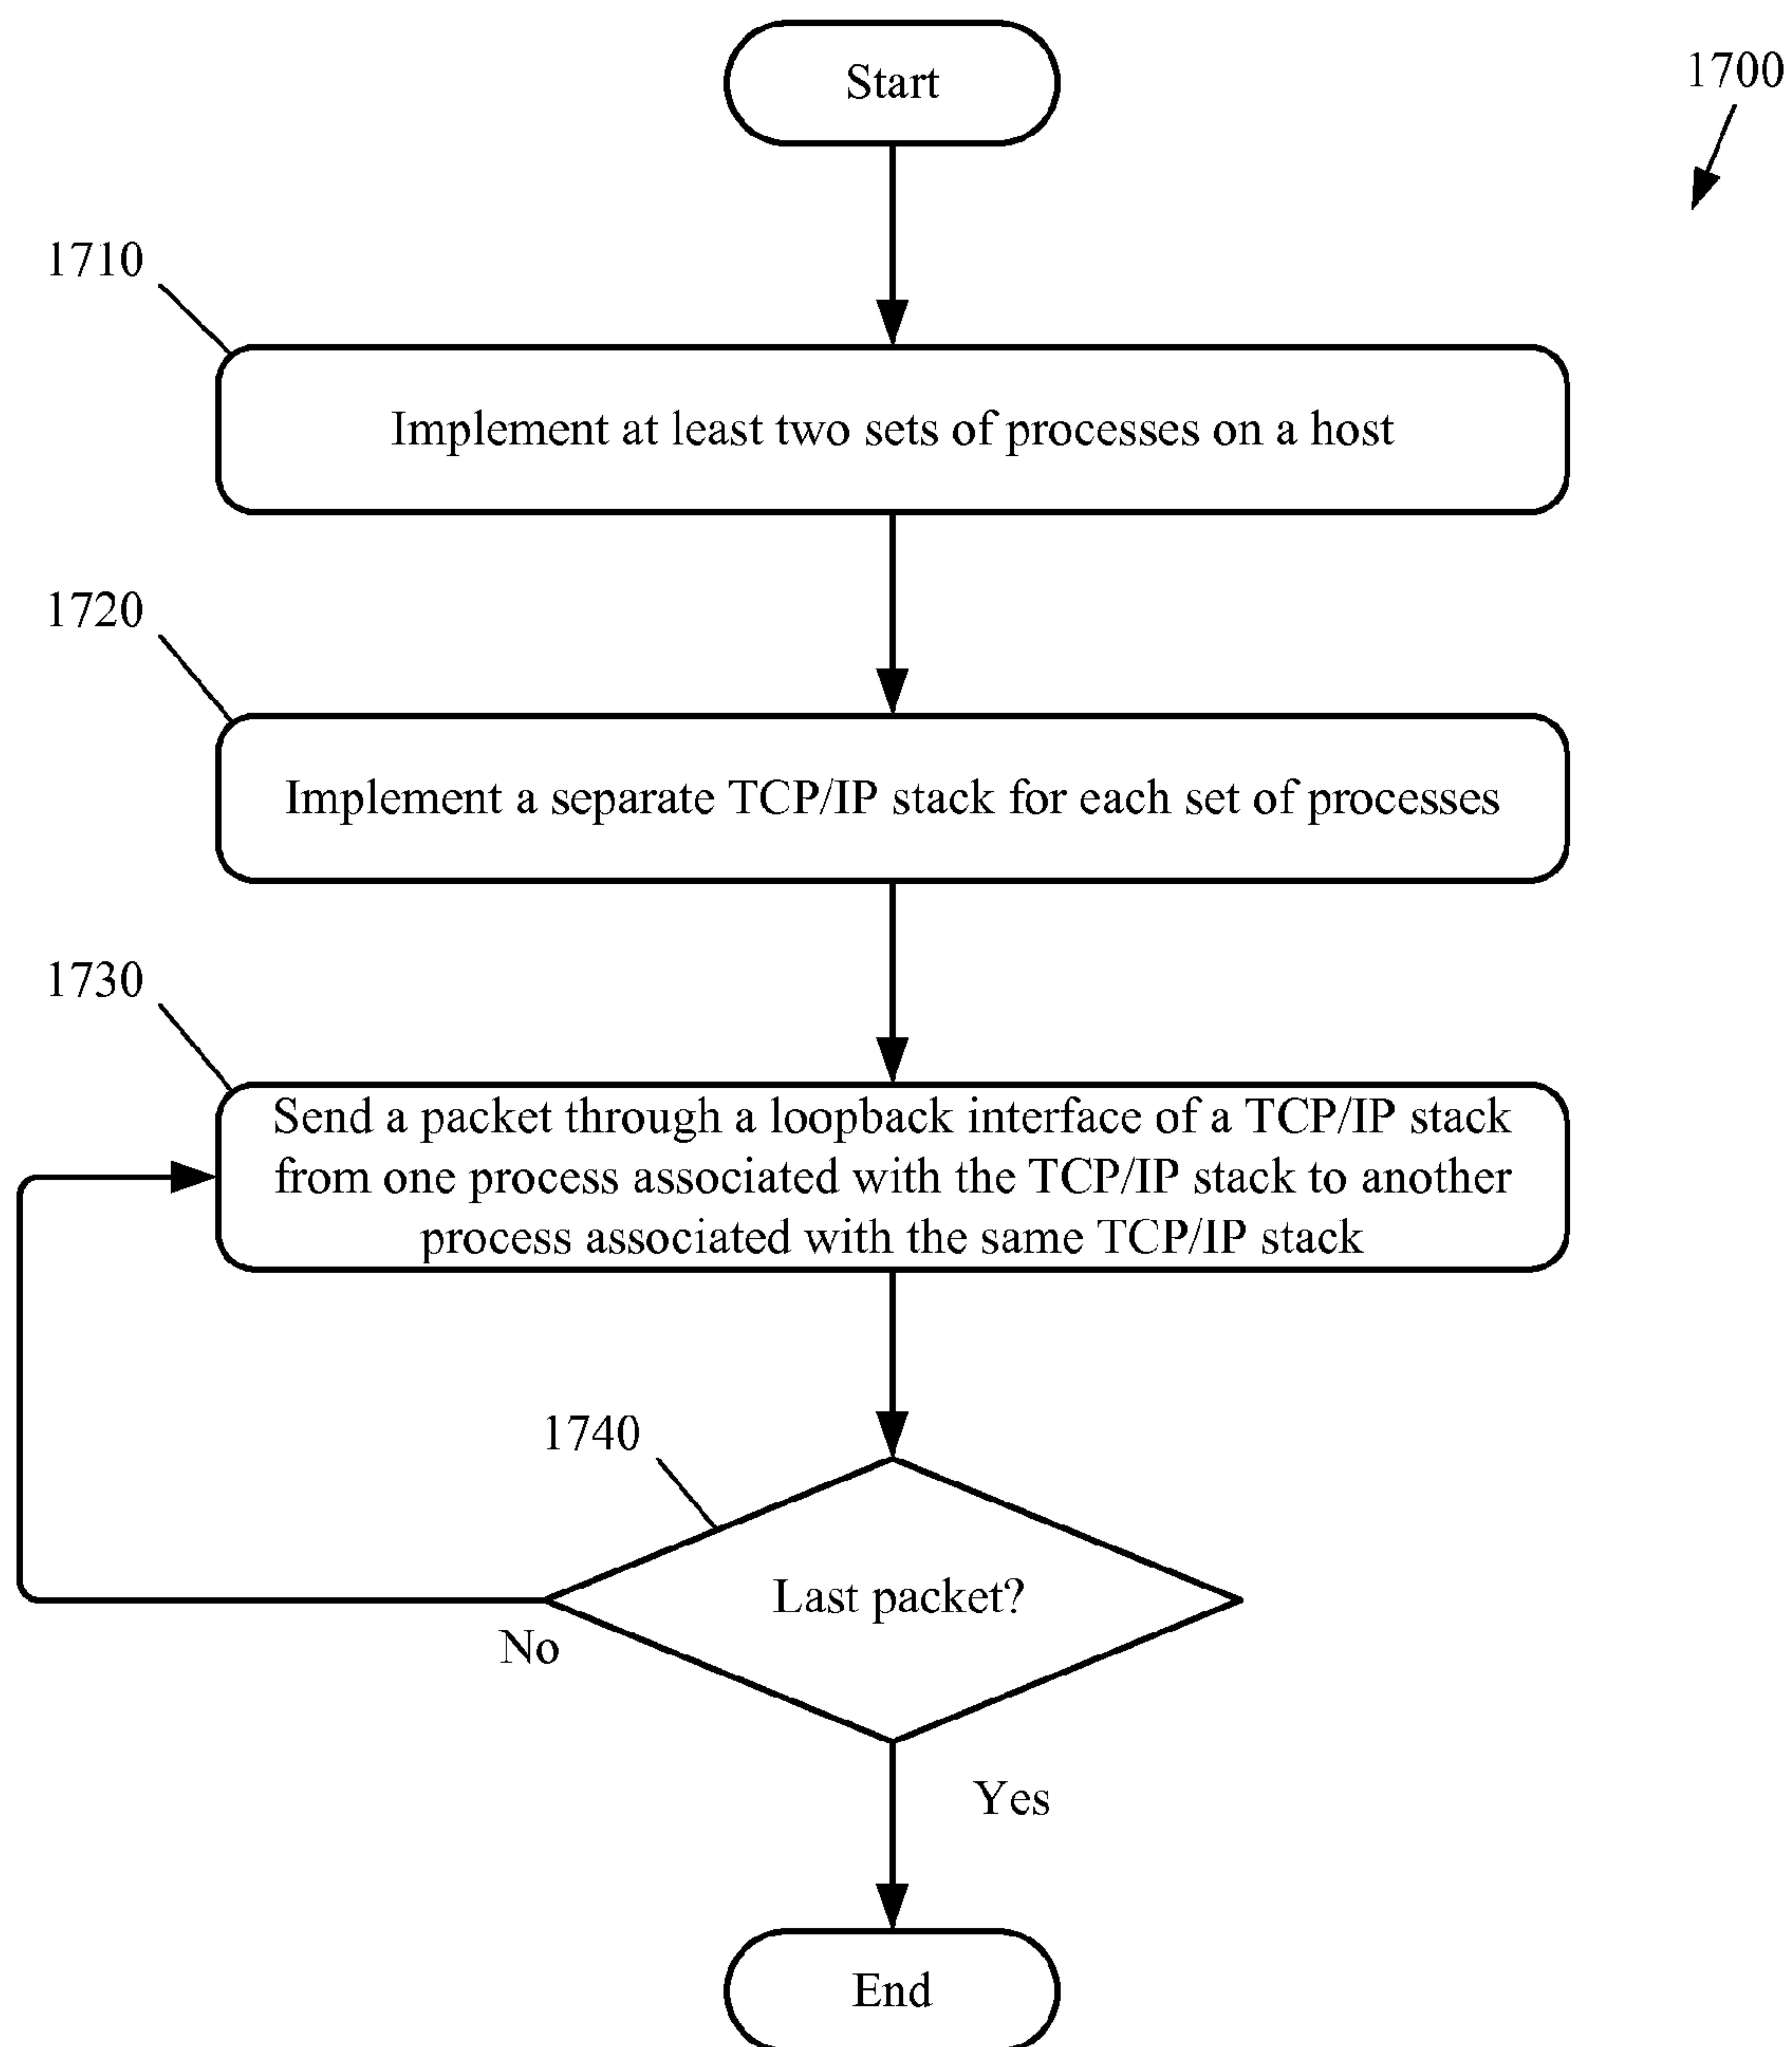 Start
1700
1710
Implement at least two sets of processes on a host
1720
Implement a separate TCP/IP stack for each set of processes
1730
Send a packet through a loopback interface of a TCP/IP stack
from one process associated with the TCP/IP stack to another
process associated with the same TCP/IP stack
1740
Last packet?
No
Yes
End